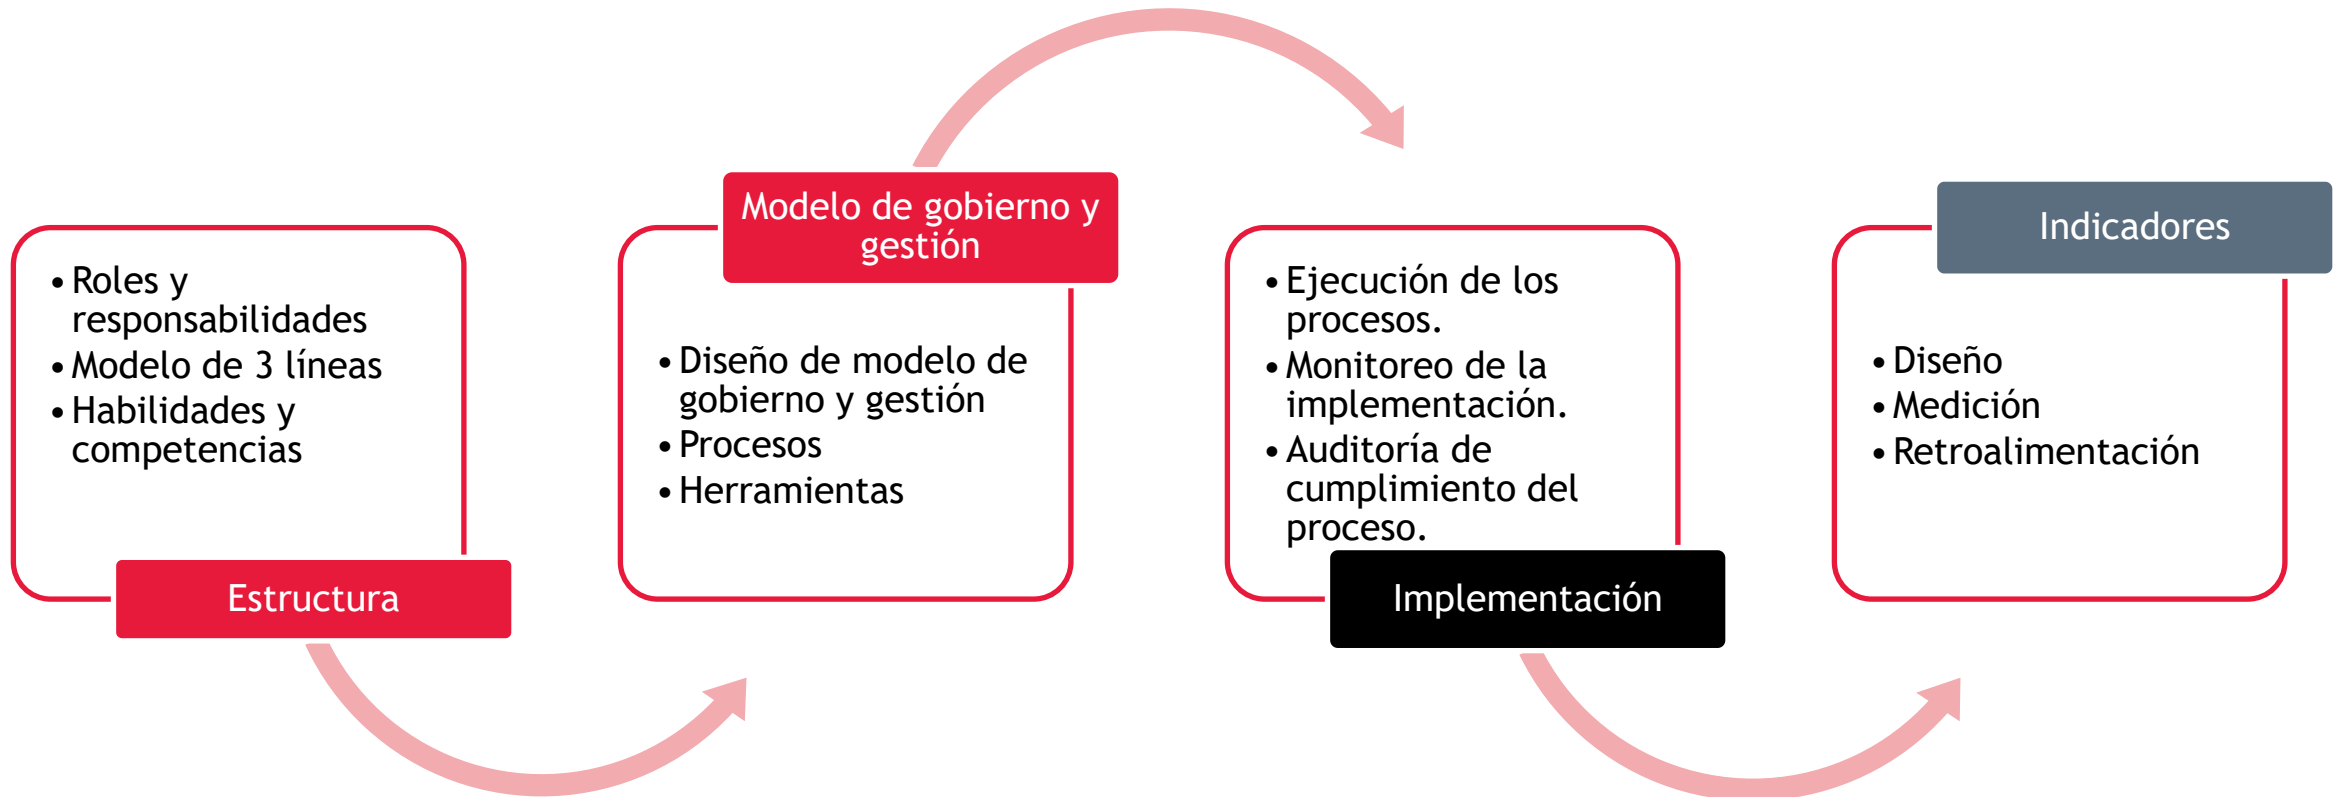 • Roles y
responsabilidades
• Modelo de 3 líneas
• Habilidades y
competencias
Estructura
Modelo de gobierno y
gestión
• Diseño de modelo de
gobierno y gestión
• Procesos
• Herramientas
• Ejecución de los
procesos.
• Monitoreo de la
implementación.
• Auditoría de
cumplimiento del
proceso.
Implementación
Indicadores
• Diseño
• Medición
• Retroalimentación